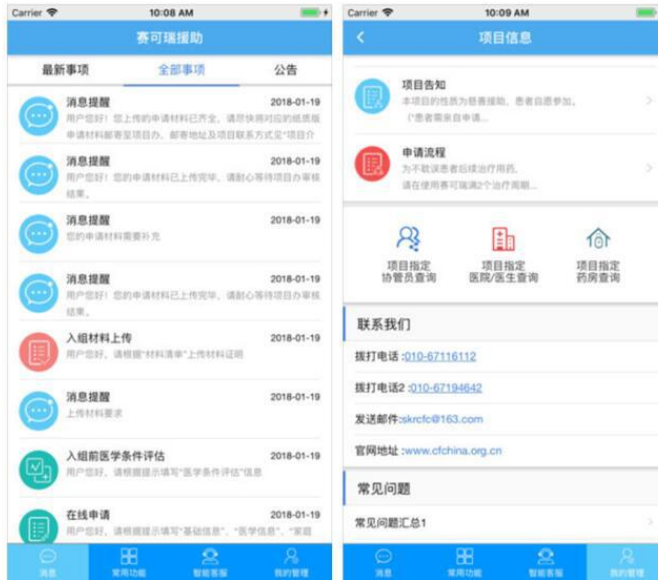 Carrier 10:08 AM
赛可瑞援助
最新事项 全部事项 公告
消息提醒 2018-01-19
用户您好！您上传的申请材料已齐全，请尽快将对应的纸质版
申请材料邮寄至项目办，邮寄地址及项目联系方式见"项目介
消息提醒 2018-01-19
用户您好！您的申请材料已上传完毕，请耐心等待项目办审核
结果。
消息提醒 2018-01-19
您的申请材料需要补充
消息提醒 2018-01-19
用户您好！您的申请材料已上传完毕，请耐心等待项目办审核
结果。
入组材料上传 2018-01-19
用户您好，请根据"材料清单"上传材料证明
消息提醒 2018-01-19
上传材料要求
入组前医学条件评估 2018-01-19
用户您好，请根据提示填写"医学条件评估"信息
在线申请 2018-01-19
用户您好，请根据提示填写"基础信息"、"医学信息"、"家庭
消息 常用功能 智能客服 我的管理
Carrier 10:09 AM
项目信息
项目告知
本项目的性质为慈善援助，患者自愿参加。
("患者需亲自申请...
申请流程
为不耽误患者后续治疗用药，
请在使用赛可瑞满2个治疗周期...
项目指定 项目指定 项目指定
协管员查询 医院/医生查询 药房查询
联系我们
拨打电话 :010-67116112
拨打电话2 :010-67194642
发送邮件:skrcfc@163.com
官网地址 :www.cfchina.org.cn
常见问题
常见问题汇总1
消息 常用功能 智能客服 我的管理